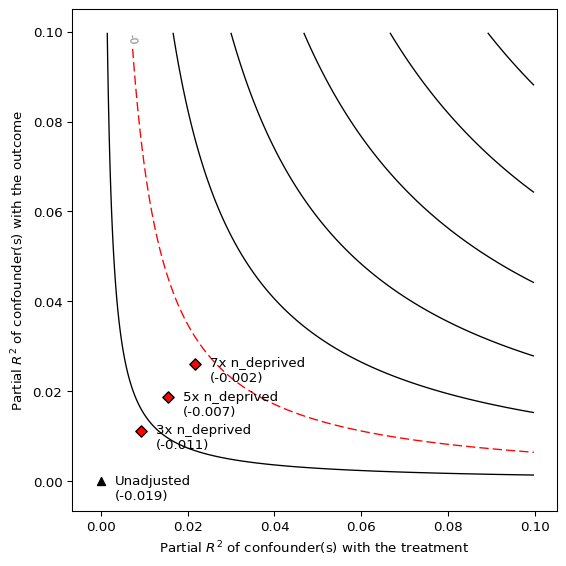 0.10
0
0.08
0.06
0.04
7x n_deprived
(-0.002)
0.02
5x n_deprived
(-0.007)
3x n_deprived
(-0.011)
0.00
Unadjusted
(-0.019)
0.00 0.02 0.04 0.06 0.08 0.10
Partial R² of confounder(s) with the treatment
Partial R² of confounder(s) with the outcome